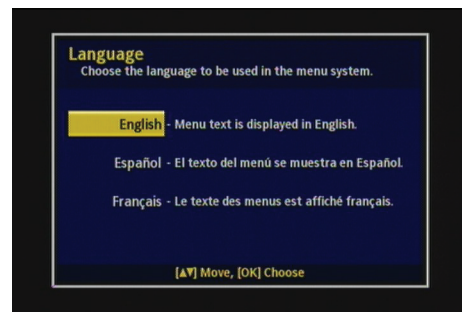 Language
Choose the language to be used in the menu system.
English - Menu text is displayed in English.
Español - El texto del menú se muestra en Español.
Français - Le texte des menus est affiché français.
[▲▼] Move, [OK] Choose